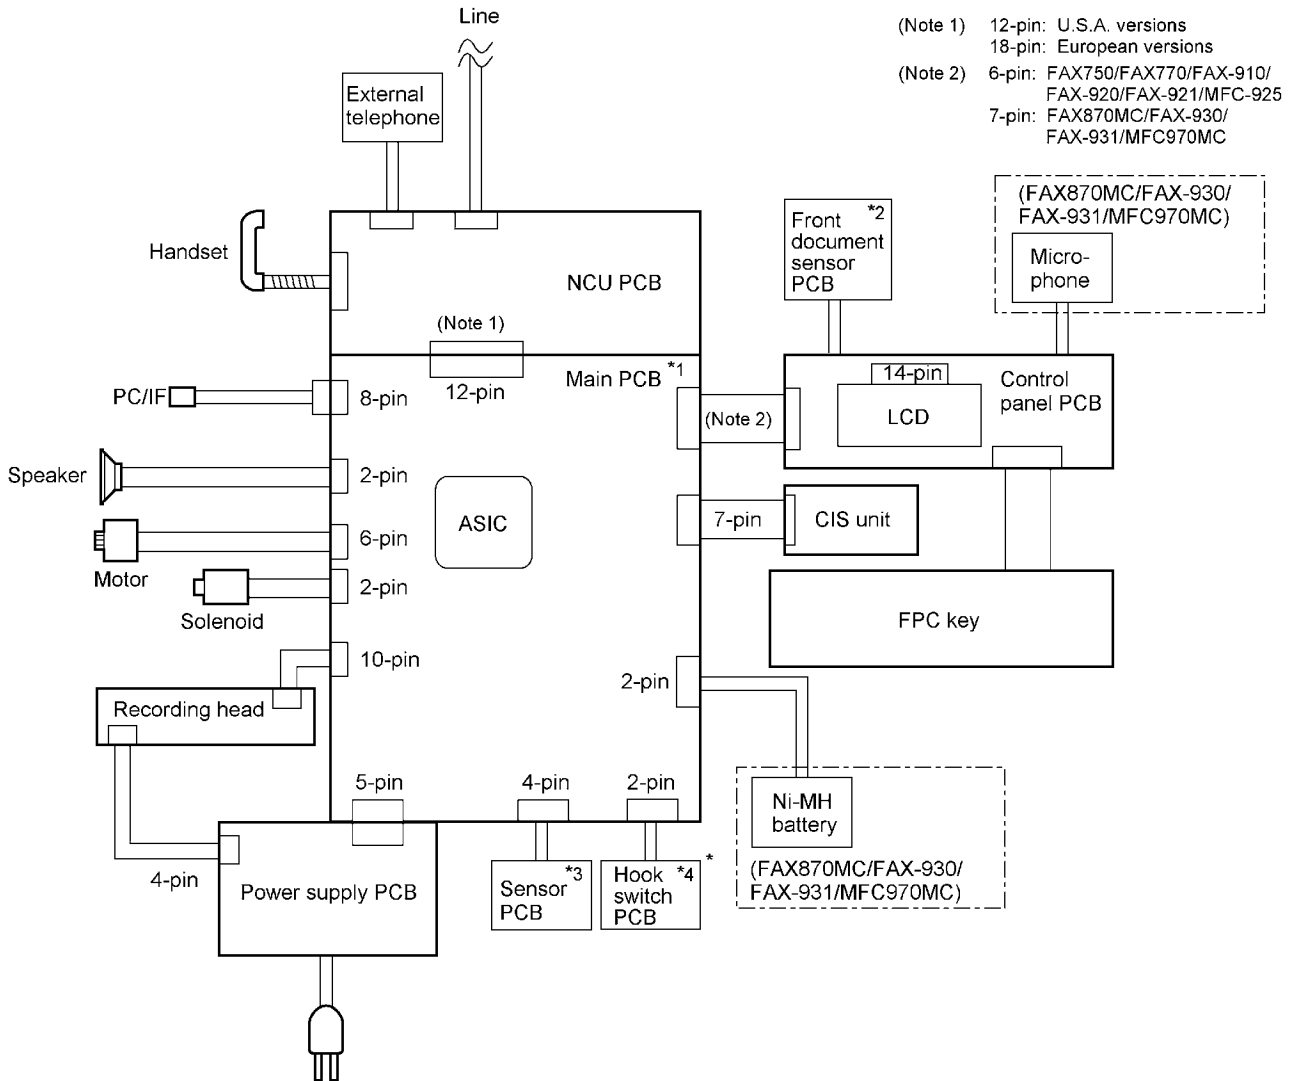 Line
(Note 1) 12-pin: U.S.A. versions
18-pin: European versions
(Note 2) 6-pin: FAX750/FAX770/FAX-910/
FAX-920/FAX-921/MFC-925
7-pin: FAX870MC/FAX-930/
FAX-931/MFC970MC
External
telephone
(FAX870MC/FAX-930/
FAX-931/MFC970MC)
Micro-
phone
Front *2
document
sensor
PCB
Handset
NCU PCB
(Note 1)
12-pin
Main PCB *1
PC/IF
8-pin
(Note 2)
14-pin
LCD
Control
panel PCB
Speaker
2-pin
ASIC
7-pin
CIS unit
Motor
6-pin
Solenoid
2-pin
FPC key
10-pin
Recording head
2-pin
5-pin
4-pin
2-pin
Ni-MH
battery
(FAX870MC/FAX-930/
FAX-931/MFC970MC)
4-pin
Power supply PCB
Sensor *3
PCB
Hook
switch *4
PCB
*